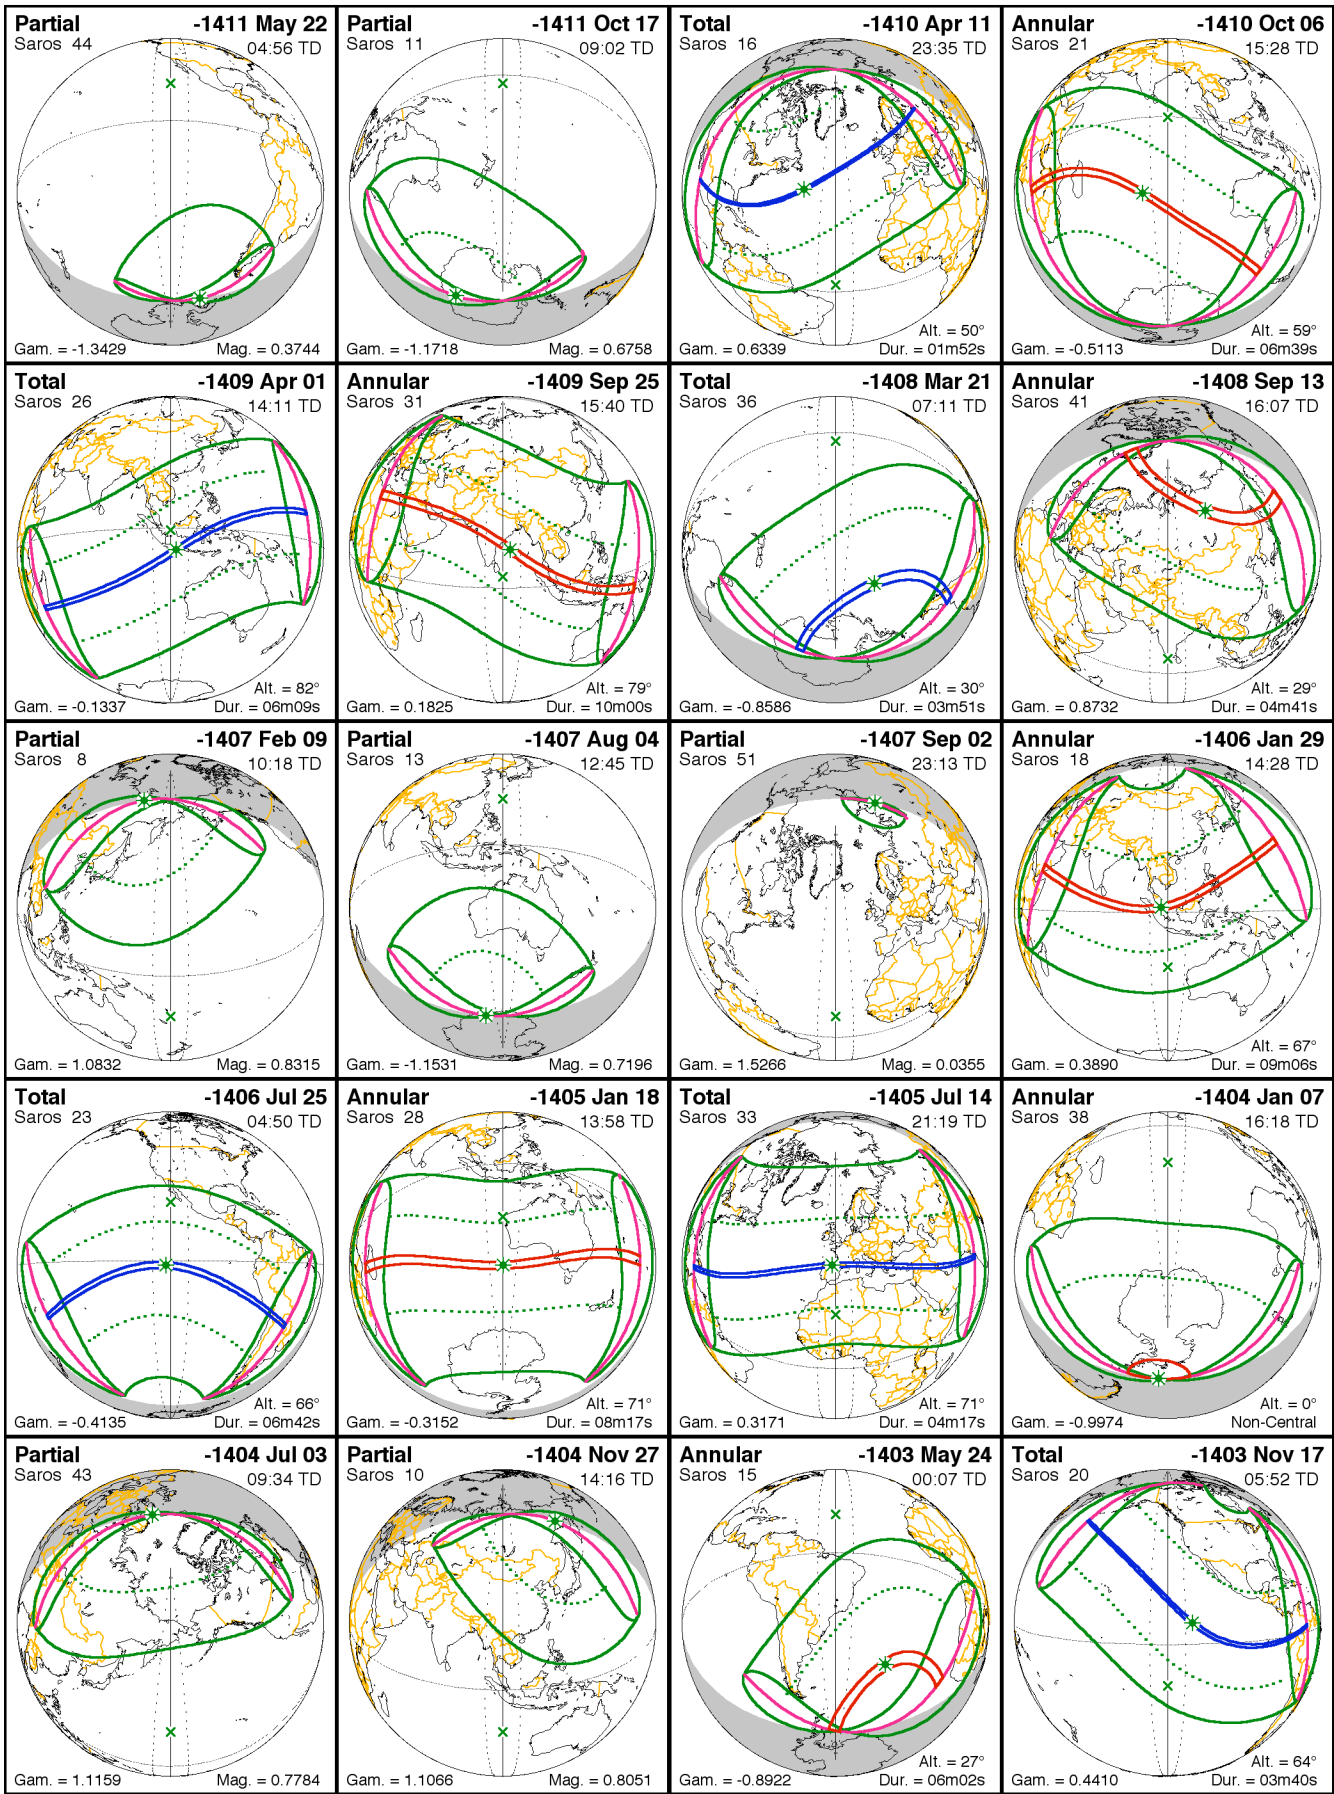 Partial -1411 May 22
Saros 44 04:56 TD
Gam. = -1.3429 Mag. = 0.3744
Partial -1411 Oct 17
Saros 11 09:02 TD
Gam. = -1.1718 Mag. = 0.6758
Total -1410 Apr 11
Saros 16 23:35 TD
Alt. = 50°
Gam. = 0.6339 Dur. = 01m52s
Annular -1410 Oct 06
Saros 21 15:28 TD
Alt. = 59°
Gam. = -0.5113 Dur. = 06m39s
Total -1409 Apr 01
Saros 26 14:11 TD
Alt. = 82°
Gam. = -0.1337 Dur. = 06m09s
Annular -1409 Sep 25
Saros 31 15:40 TD
Alt. = 79°
Gam. = 0.1825 Dur. = 10m00s
Total -1408 Mar 21
Saros 36 07:11 TD
Alt. = 30°
Gam. = -0.8586 Dur. = 03m51s
Annular -1408 Sep 13
Saros 41 16:07 TD
Alt. = 29°
Gam. = 0.8732 Dur. = 04m41s
Partial -1407 Feb 09
Saros 8 10:18 TD
Gam. = 1.0832 Mag. = 0.8315
Partial -1407 Aug 04
Saros 13 12:45 TD
Gam. = -1.1531 Mag. = 0.7196
Partial -1407 Sep 02
Saros 51 23:13 TD
Gam. = 1.5266 Mag. = 0.0355
Annular -1406 Jan 29
Saros 18 14:28 TD
Alt. = 67°
Gam. = 0.3890 Dur. = 09m06s
Total -1406 Jul 25
Saros 23 04:50 TD
Alt. = 66°
Gam. = -0.4135 Dur. = 06m42s
Annular -1405 Jan 18
Saros 28 13:58 TD
Alt. = 71°
Gam. = -0.3152 Dur. = 08m17s
Total -1405 Jul 14
Saros 33 21:19 TD
Alt. = 71°
Gam. = 0.3171 Dur. = 04m17s
Annular -1404 Jan 07
Saros 38 16:18 TD
Alt. = 0°
Gam. = -0.9974 Non-Central
Partial -1404 Jul 03
Saros 43 09:34 TD
Gam. = 1.1159 Mag. = 0.7784
Partial -1404 Nov 27
Saros 10 14:16 TD
Gam. = 1.1066 Mag. = 0.8051
Annular -1403 May 24
Saros 15 00:07 TD
Alt. = 27°
Gam. = -0.8922 Dur. = 06m02s
Total -1403 Nov 17
Saros 20 05:52 TD
Alt. = 64°
Gam. = 0.4410 Dur. = 03m40s